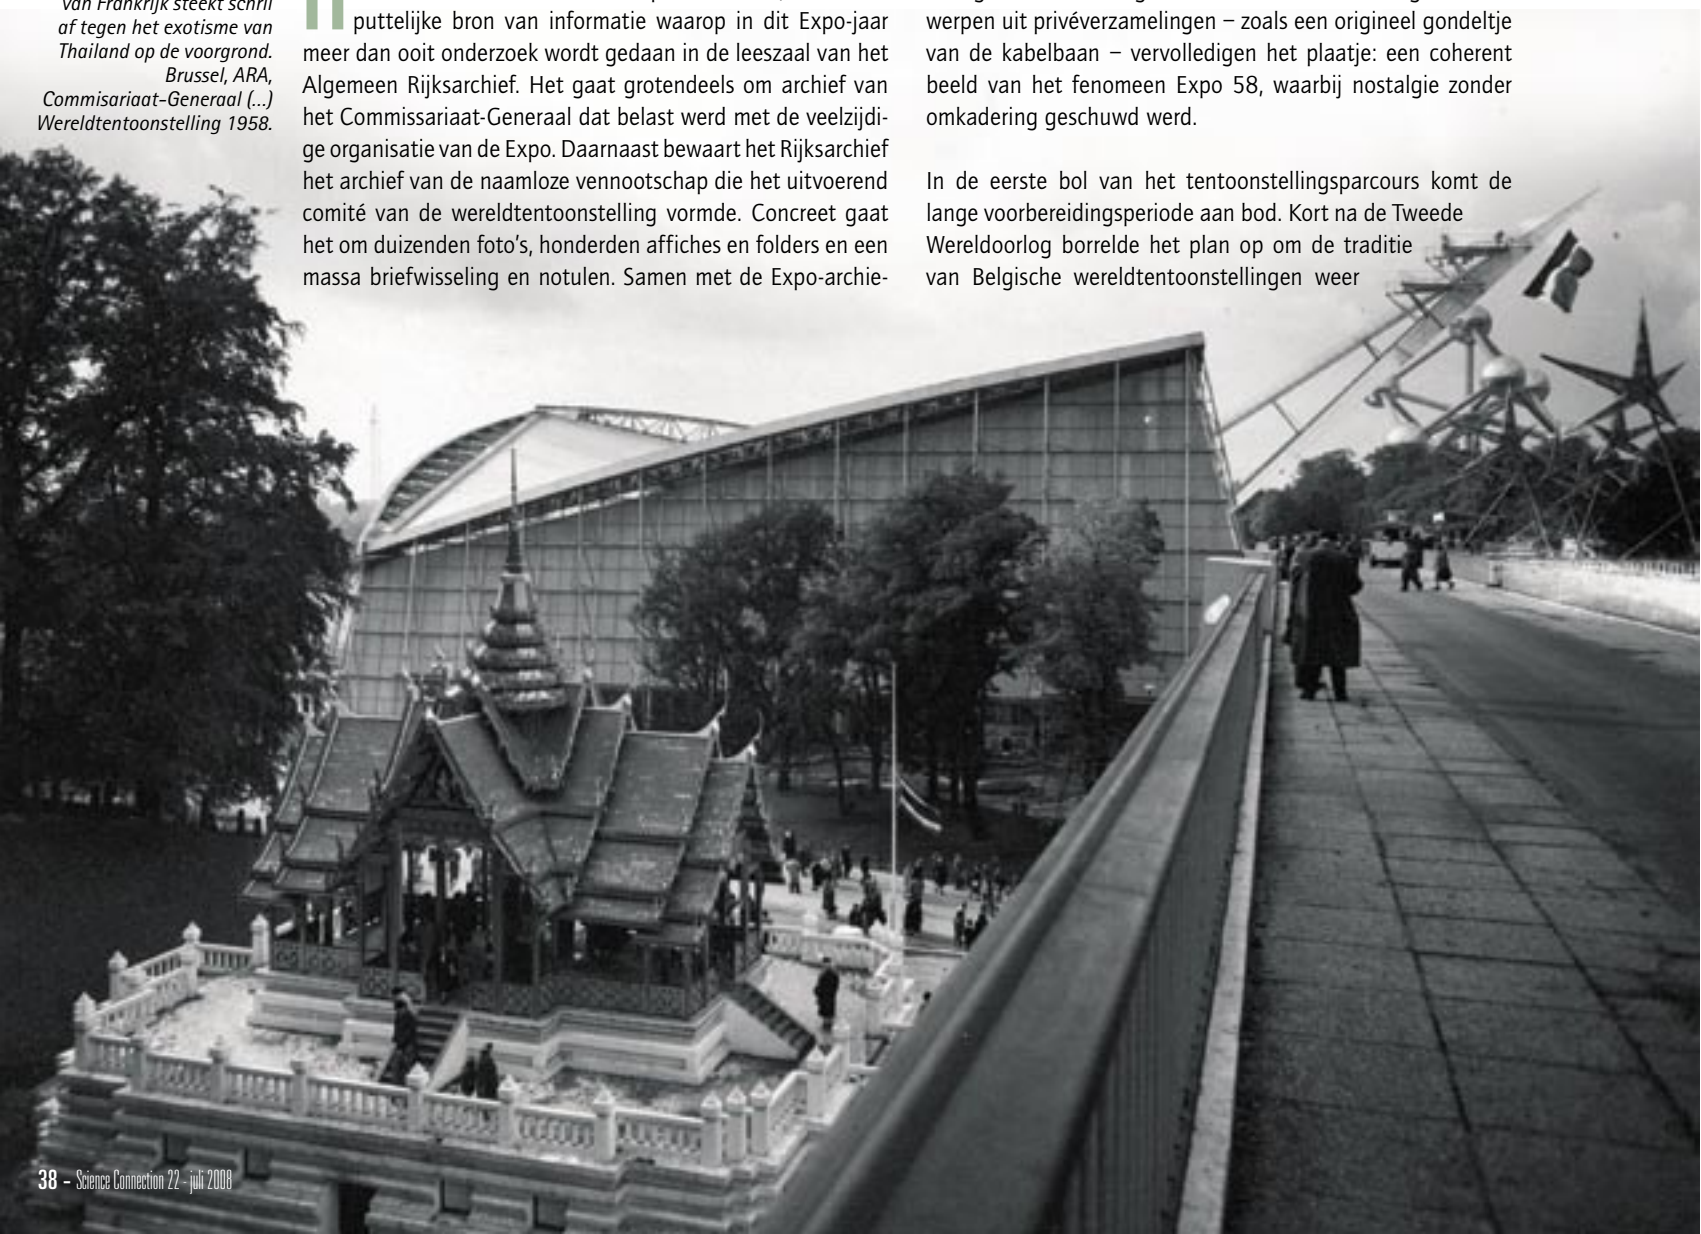 van Frankrijk steekt schril
af tegen het exotisme van
Thailand op de voorgrond.
Brussel, ARA,
Commisariaat-Generaal (...)
Wereldtentoonstelling 1958.
puttelijke bron van informatie waarop in dit Expo-jaar
meer dan ooit onderzoek wordt gedaan in de leeszaal van het
Algemeen Rijksarchief. Het gaat grotendeels om archief van
het Commissariaat-Generaal dat belast werd met de veelzijdi-
ge organisatie van de Expo. Daarnaast bewaart het Rijksarchief
het archief van de naamloze vennootschap die het uitvoerend
comité van de wereldtentoonstelling vormde. Concreet gaat
het om duizenden foto's, honderden affiches en folders en een
massa briefwisseling en notulen. Samen met de Expo-archie-
werpen uit privéverzamelingen – zoals een origineel gondeltje
van de kabelbaan – vervolledigen het plaatje: een coherent
beeld van het fenomeen Expo 58, waarbij nostalgie zonder
omkadering geschuwd werd.
In de eerste bol van het tentoonstellingsparcours komt de
lange voorbereidingsperiode aan bod. Kort na de Tweede
Wereldoorlog borrelde het plan op om de traditie
van Belgische wereldtentoonstellingen weer
38 - Science Connection 22 - juli 2008